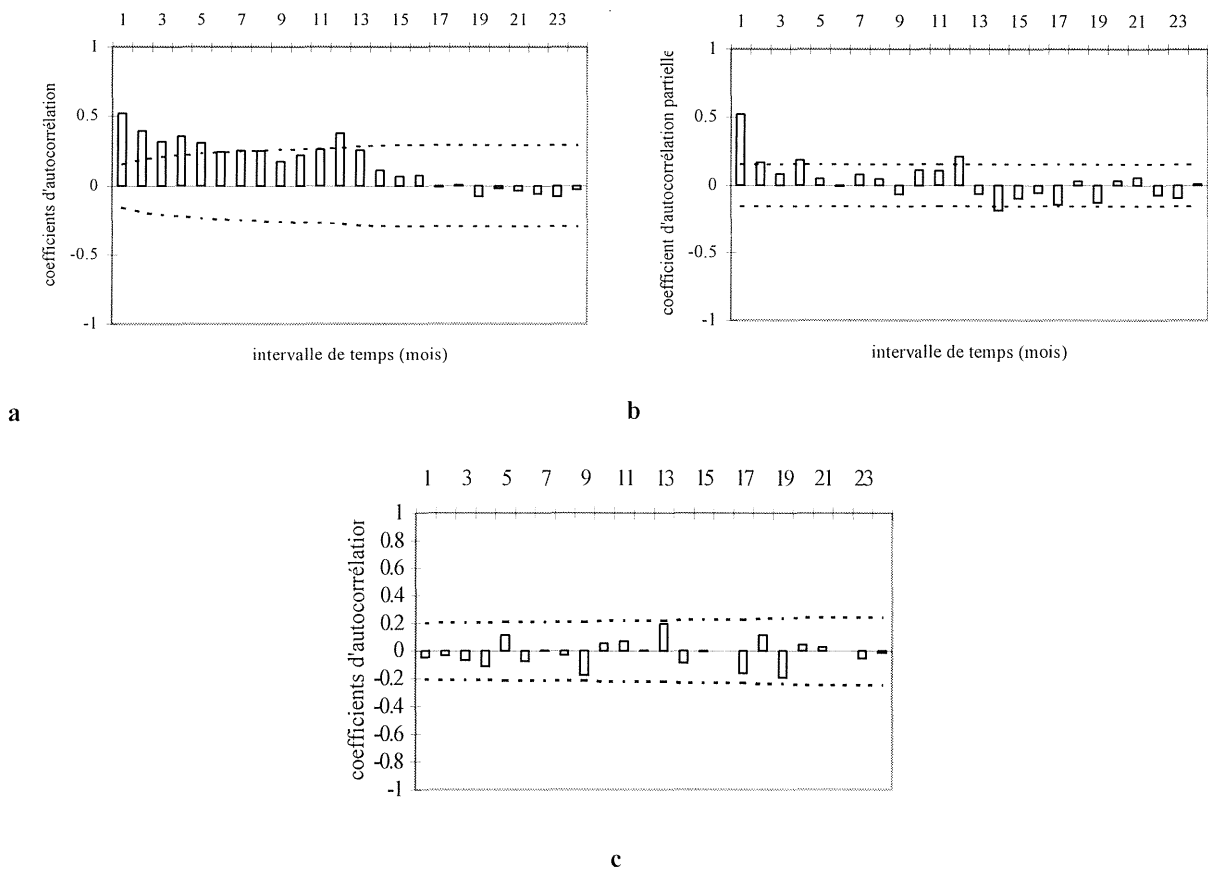 1 3 5 7 9 11 13 15 17 19 21 23
1
0.5
0
-0.5
-1
coefficients d'autocorrélation
intervalle de temps (mois)
a
1 3 5 7 9 11 13 15 17 19 21 23
1
0.5
0
-0.5
-1
coefficient d'autocorrélation partielle
intervalle de temps (mois)
b
1 3 5 7 9 11 13 15 17 19 21 23
1
0.8
0.6
0.4
0.2
0
-0.2
-0.4
-0.6
-0.8
-1
coefficients d'autocorrélation
c